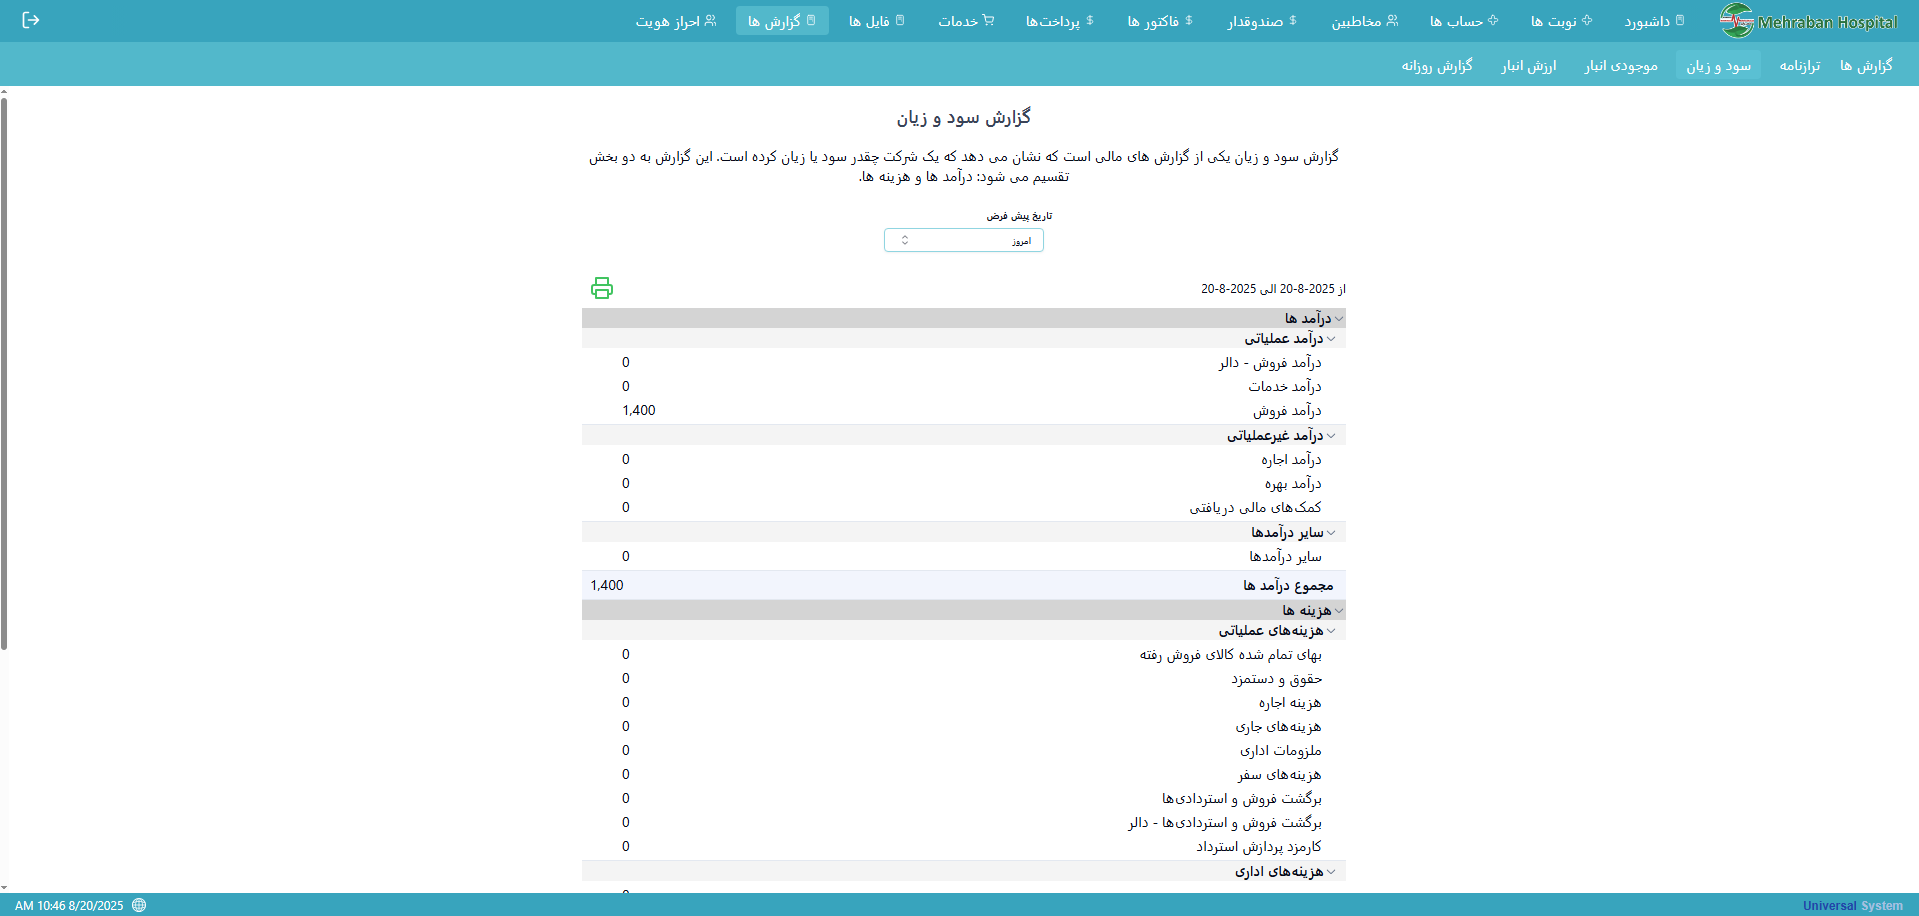 Mehraban Hospital
داشبورد
نوبت ها
حساب ها
مخاطبین
صندوقدار
فاکتور ها
پرداخت‌ها
خدمات
فایل ها
گزارش ها
احراز هویت
گزارش ها
ترازنامه
سود و زیان
موجودی انبار
ارزش انبار
گزارش روزانه
گزارش سود و زیان
گزارش سود و زیان یکی از گزارش های مالی است که نشان می دهد که یک شرکت چقدر سود یا زیان کرده است. این گزارش به دو بخش
تقسیم می شود: درآمد ها و هزینه ها.
تاریخ پیش فرض
امروز
از 2025-8-20 الی 2025-8-20
درآمد ها
درآمد عملیاتی
درآمد فروش - دالر 0
درآمد خدمات 0
درآمد فروش 1,400
درآمد غیرعملیاتی
درآمد اجاره 0
درآمد بهره 0
کمک‌های مالی دریافتی 0
سایر درآمدها
سایر درآمدها 0
مجموع درآمد ها 1,400
هزینه ها
هزینه‌های عملیاتی
بهای تمام شده کالای فروش رفته 0
حقوق و دستمزد 0
هزینه اجاره 0
هزینه‌های جاری 0
ملزومات اداری 0
هزینه‌های سفر 0
برگشت فروش و استردادی‌ها 0
برگشت فروش و استردادی‌ها - دالر 0
کارمزد پردازش استرداد 0
هزینه‌های اداری
AM 10:46 8/20/2025
Universal System